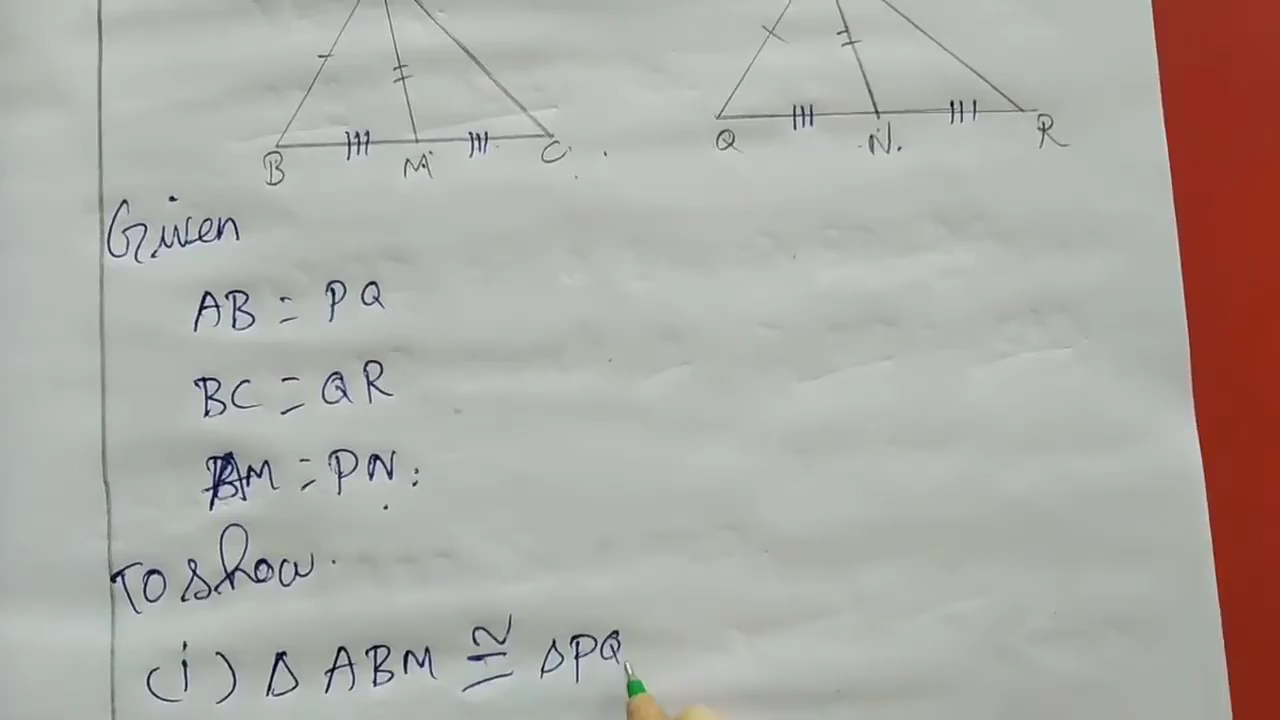 B M C Q N R
Given
AB = PQ
BC = QR
AM = PN
To show
(i) Δ ABM ≅ ΔPQ